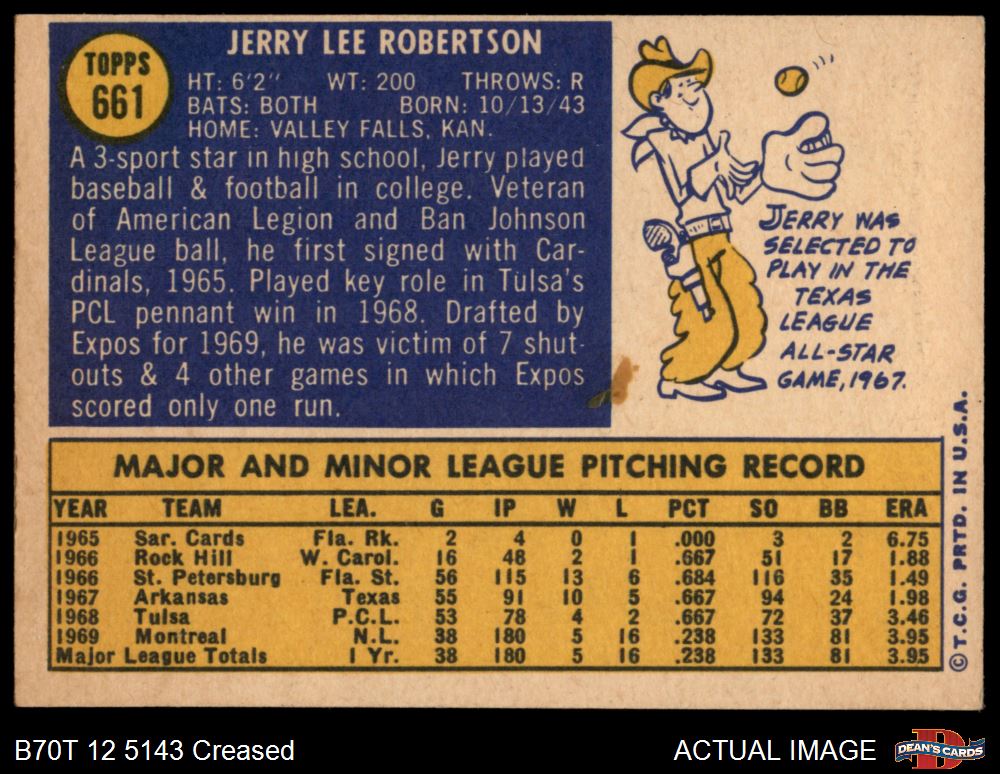 TOPPS
661
JERRY LEE ROBERTSON
HT: 6'2" WT: 200 THROWS: R
BATS: BOTH BORN: 10/13/43
HOME: VALLEY FALLS, KAN.
A 3-sport star in high school, Jerry played
baseball & football in college. Veteran
of American Legion and Ban Johnson
League ball, he first signed with Car-
dinals, 1965. Played key role in Tulsa's
PCL pennant win in 1968. Drafted by
Expos for 1969, he was victim of 7 shut-
outs & 4 other games in which Expos
scored only one run.
JERRY WAS
SELECTED TO
PLAY IN THE
TEXAS
LEAGUE
ALL-STAR
GAME, 1967.
MAJOR AND MINOR LEAGUE PITCHING RECORD
YEAR TEAM LEA. G IP W L PCT SO BB ERA
1965 Sar. Cards Fla. Rk. 2 4 0 1 .000 3 2 6.75
1966 Rock Hill W. Carol. 16 48 2 1 .667 51 17 1.88
1966 St. Petersburg Fla. St. 56 115 13 6 .684 116 35 1.49
1967 Arkansas Texas 55 91 10 5 .667 94 24 1.98
1968 Tulsa P.C.L. 53 78 4 2 .667 72 37 3.46
1969 Montreal N.L. 38 180 5 16 .238 133 81 3.95
Major League Totals 1 Yr. 38 180 5 16 .238 133 81 3.95
© T.C.G. PRTD. IN U.S.A.
B70T 12 5143 Creased
ACTUAL IMAGE
D
DEAN'S CARDS